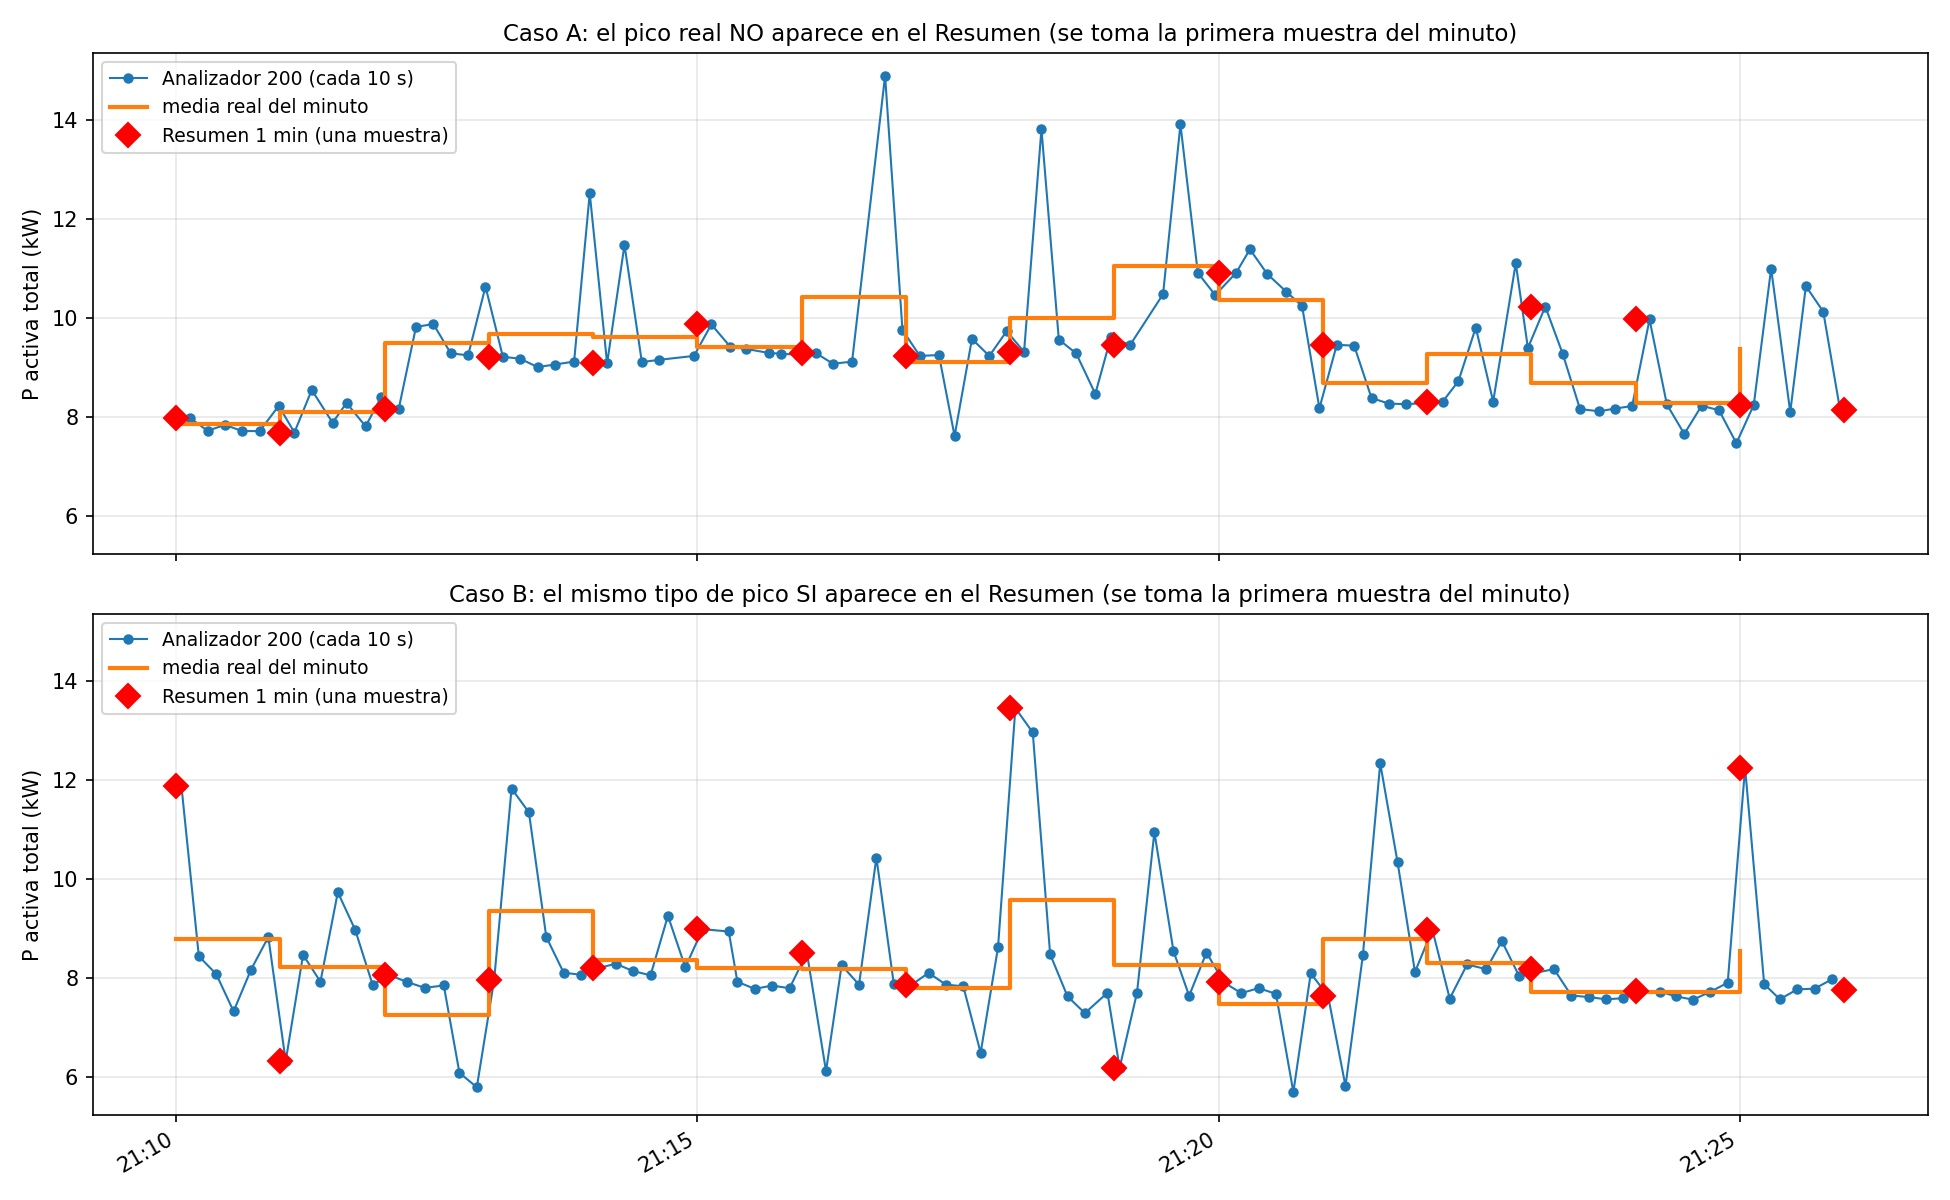 Caso A: el pico real NO aparece en el Resumen (se toma la primera muestra del minuto)
Analizador 200 (cada 10 s)
media real del minuto
Resumen 1 min (una muestra)
P activa total (kW)
14
12
10
8
6
Caso B: el mismo tipo de pico SI aparece en el Resumen (se toma la primera muestra del minuto)
Analizador 200 (cada 10 s)
media real del minuto
Resumen 1 min (una muestra)
P activa total (kW)
14
12
10
8
6
21:10
21:15
21:20
21:25